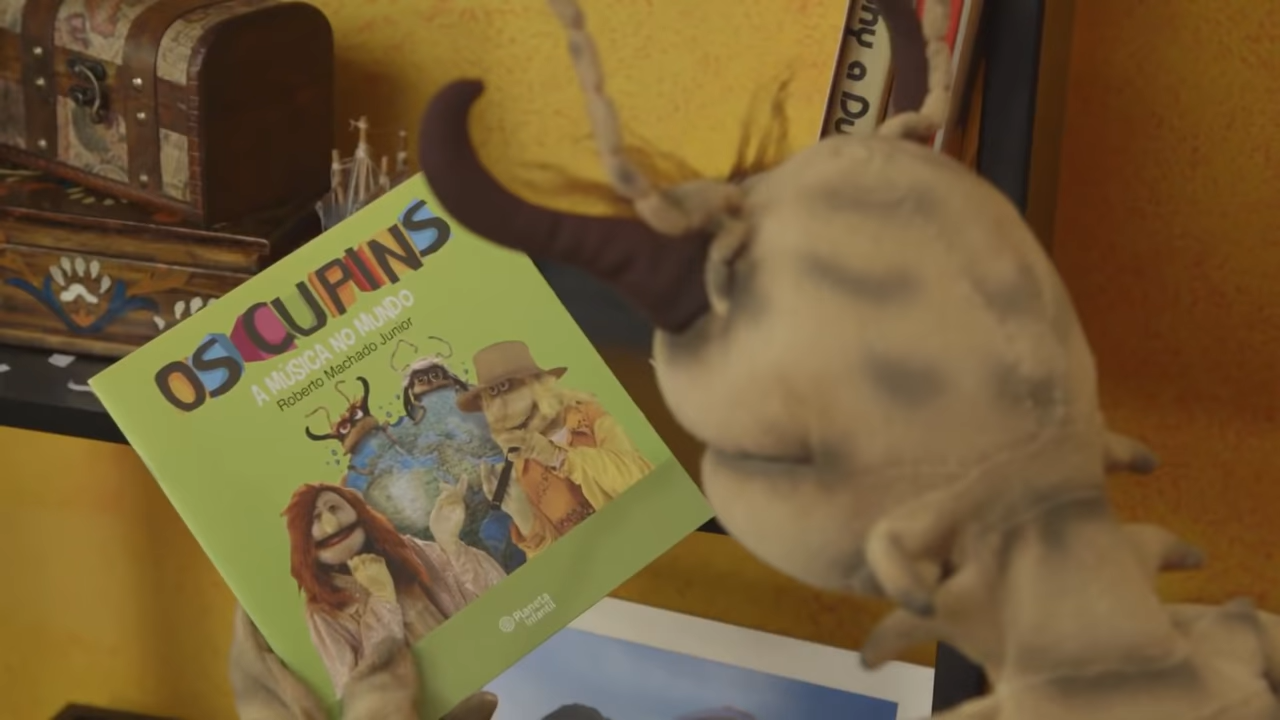 OS CUPINS
A MÚSICA NO MUNDO
Roberto Machado Junior
Planeta
Infantil